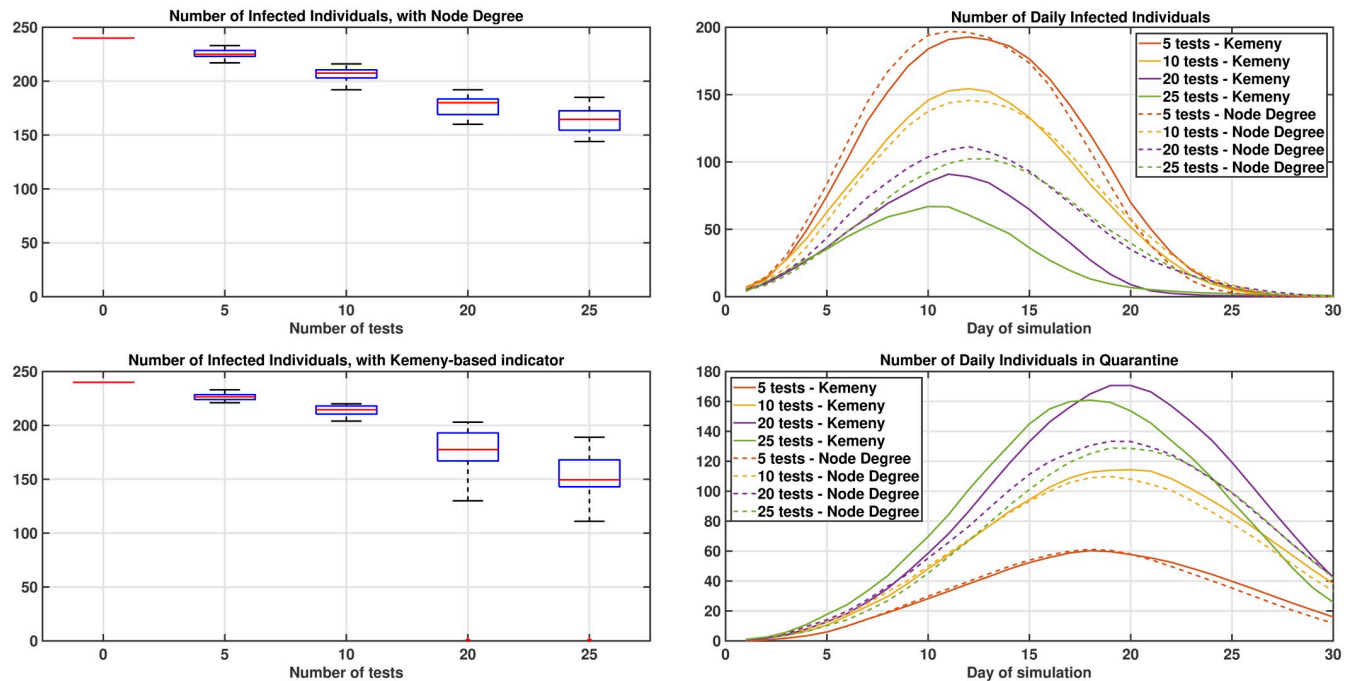 Number of Infected Individuals, with Node Degree
250
200
150
100
50
0
0 5 10 20 25
Number of tests
Number of Daily Infected Individuals
200
150
100
50
0
0 5 10 15 20 25 30
Day of simulation
5 tests - Kemeny
10 tests - Kemeny
20 tests - Kemeny
25 tests - Kemeny
5 tests - Node Degree
10 tests - Node Degree
20 tests - Node Degree
25 tests - Node Degree
Number of Infected Individuals, with Kemeny-based indicator
250
200
150
100
50
0
0 5 10 20 25
Number of tests
Number of Daily Individuals in Quarantine
180
160
140
120
100
80
60
40
20
0
0 5 10 15 20 25 30
Day of simulation
5 tests - Kemeny
10 tests - Kemeny
20 tests - Kemeny
25 tests - Kemeny
5 tests - Node Degree
10 tests - Node Degree
20 tests - Node Degree
25 tests - Node Degree